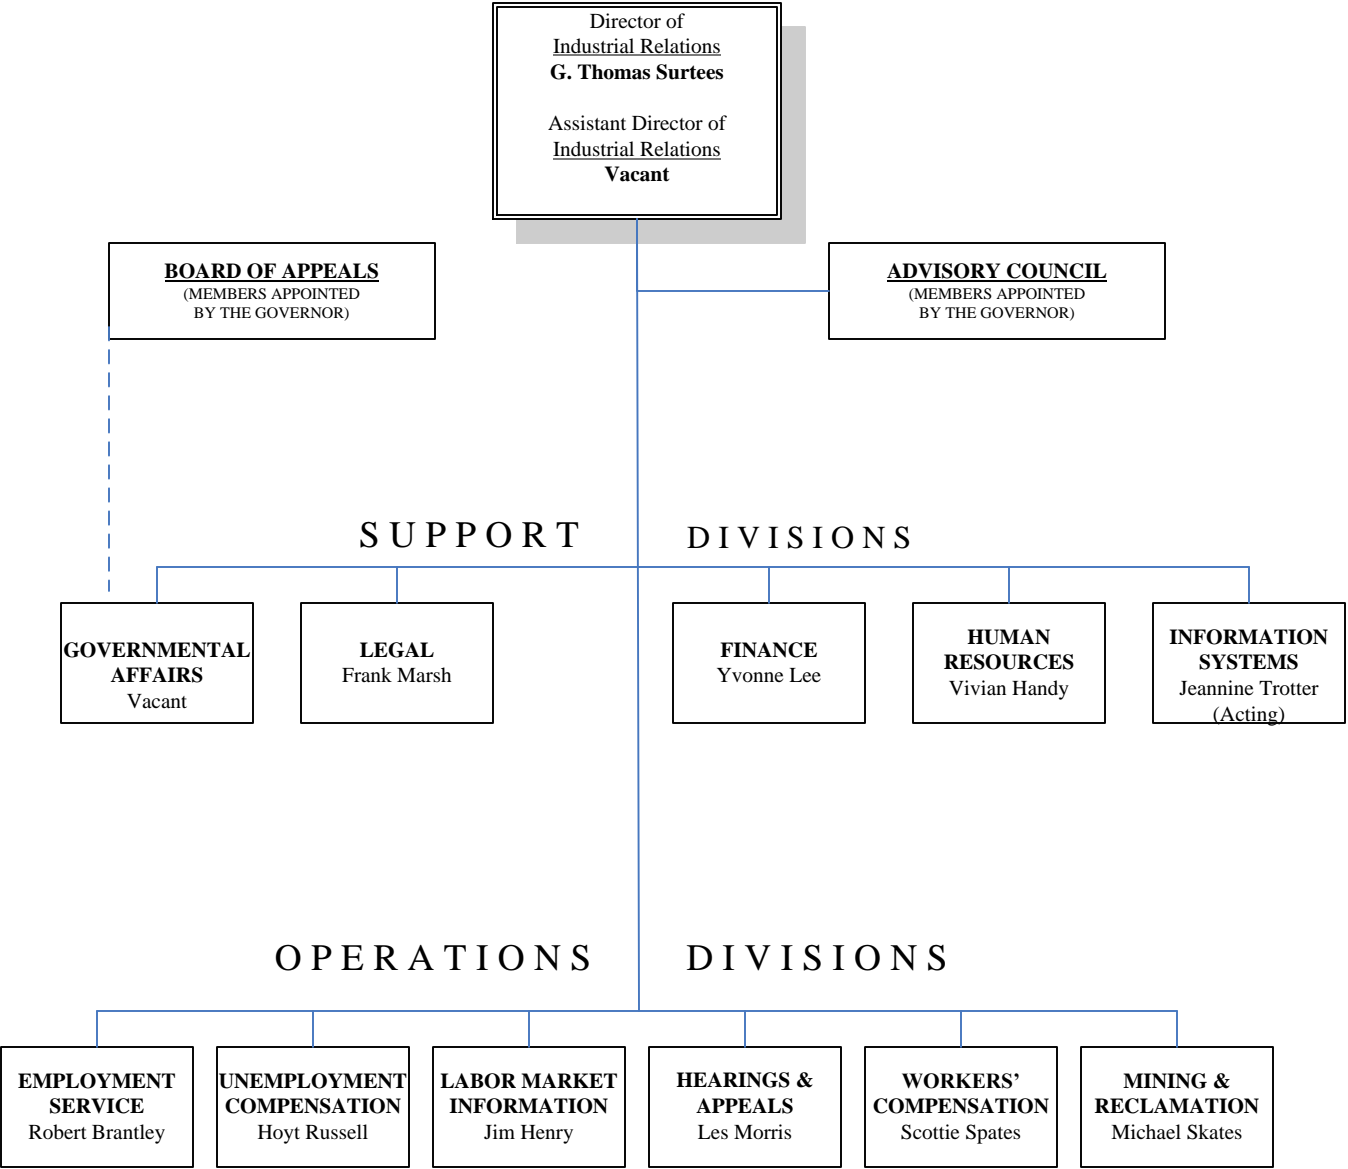 Director of
Industrial Relations
G. Thomas Surtees
Assistant Director of
Industrial Relations
Vacant
BOARD OF APPEALS
(MEMBERS APPOINTED
BY THE GOVERNOR)
ADVISORY COUNCIL
(MEMBERS APPOINTED
BY THE GOVERNOR)
SUPPORT DIVISIONS
GOVERNMENTAL
AFFAIRS
Vacant
LEGAL
Frank Marsh
FINANCE
Yvonne Lee
HUMAN
RESOURCES
Vivian Handy
INFORMATION
SYSTEMS
Jeannine Trotter
(Acting)
OPERATIONS DIVISIONS
EMPLOYMENT
SERVICE
Robert Brantley
UNEMPLOYMENT
COMPENSATION
Hoyt Russell
LABOR MARKET
INFORMATION
Jim Henry
HEARINGS &
APPEALS
Les Morris
WORKERS’
COMPENSATION
Scottie Spates
MINING &
RECLAMATION
Michael Skates